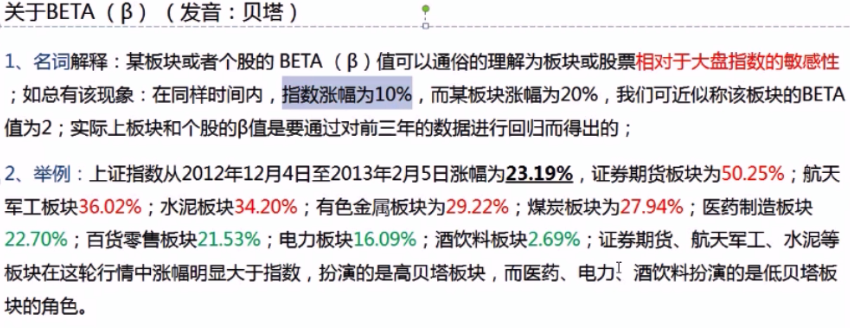 关于BETA（β）（发音：贝塔）
1、名词解释：某板块或者个股的 BETA（β）值可以通俗的理解为板块或股票相对于大盘指数的敏感性
；如总有该现象：在同样时间内，指数涨幅为10%，而某板块涨幅为20%，我们可近似称该板块的BETA
值为2；实际上板块和个股的β值是要通过对前三年的数据进行回归而得出的；
2、举例：上证指数从2012年12月4日至2013年2月5日涨幅为23.19%，证券期货板块为50.25%；航天
军工板块36.02%；水泥板块34.20%；有色金属板块为29.22%；煤炭板块为27.94%；医药制造板块
22.70%；百货零售板块21.53%；电力板块16.09%；酒饮料板块2.69%；证券期货、航天军工、水泥等
板块在这轮行情中涨幅明显大于指数，扮演的是高贝塔板块，而医药、电力、酒饮料扮演的是低贝塔板
块的角色。